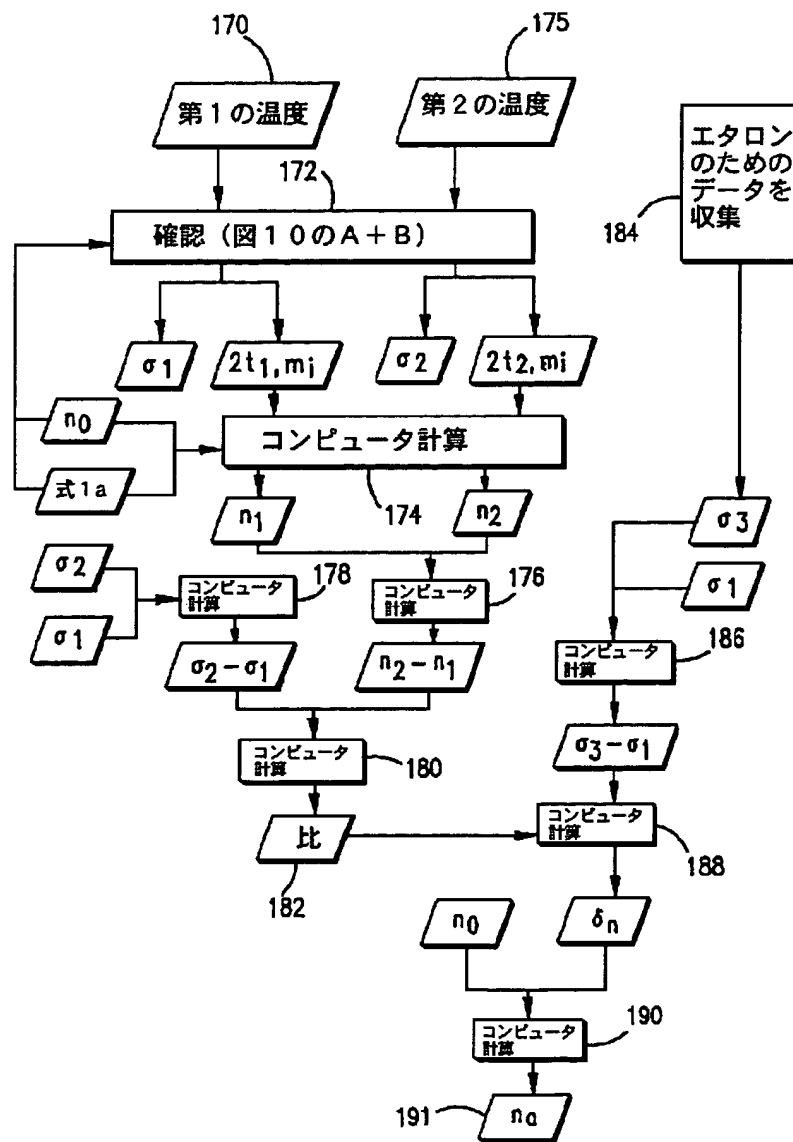 170
175
第1の温度
第2の温度
172
エタロン
のための
データを
収集
184
確認(図10のA+B)
σ1
2t1,mi
σ2
2t2,mi
n0
コンピュータ計算
式1a
174
n1
n2
σ3
σ2
σ1
コンピュータ
計算
178
コンピュータ
計算
176
σ1
コンピュータ
計算
186
σ2−σ1
n2−n1
σ3−σ1
コンピュータ
計算
180
比
182
コンピュータ
計算
188
n0
δn
コンピュータ
計算
190
191
na